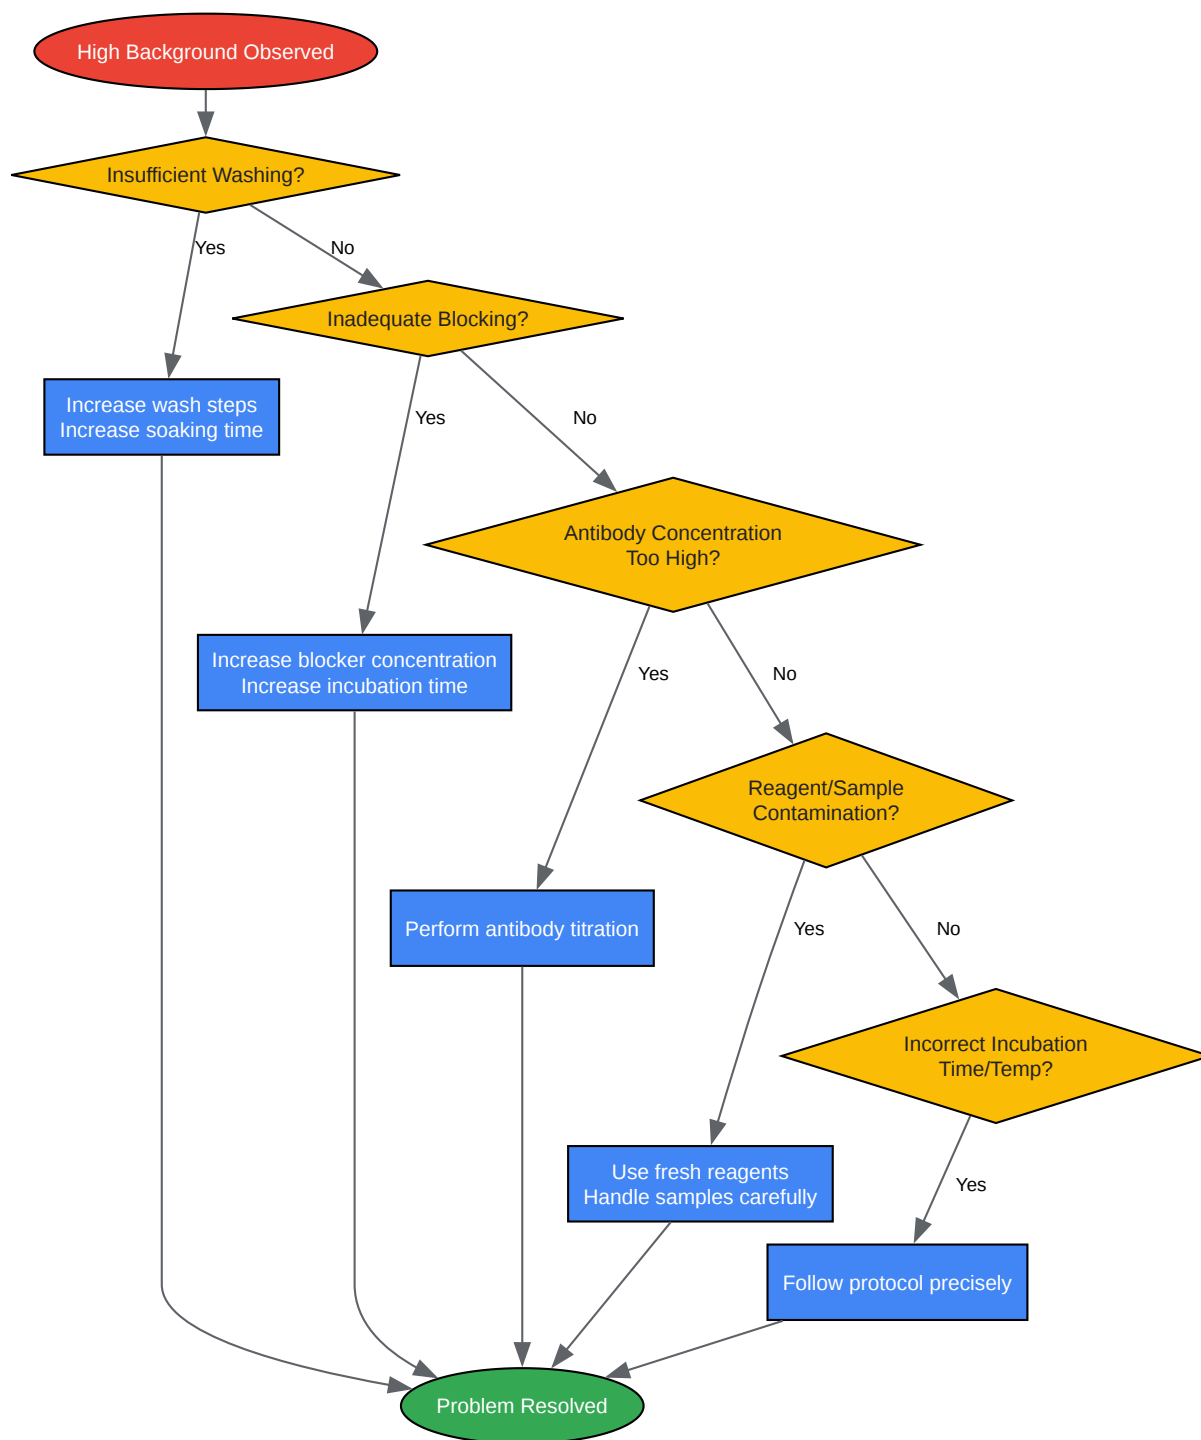 High Background Observed
Insufficient Washing?
Yes
No
Inadequate Blocking?
Increase wash steps
Increase soaking time
Yes
No
Antibody Concentration
Too High?
Increase blocker concentration
Increase incubation time
Yes
No
Reagent/Sample
Contamination?
Perform antibody titration
Yes
No
Incorrect Incubation
Time/Temp?
Use fresh reagents
Handle samples carefully
Yes
Follow protocol precisely
Problem Resolved